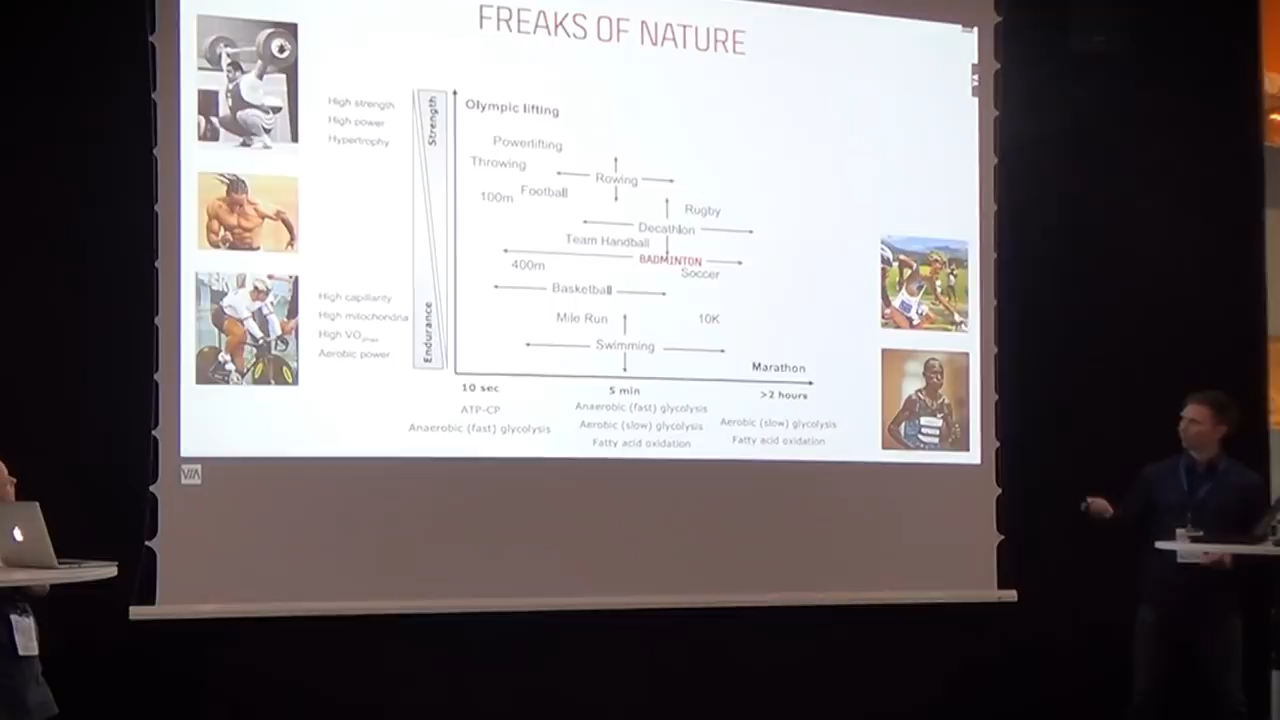 FREAKS OF NATURE
High strength
High power
Hypertrophy
Strength
Olympic lifting
Powerlifting
Throwing
Rowing
Football
100m
Rugby
Decathlon
Team Handball
BADMINTON
400m
Soccer
Basketball
High capillarity
High mitochondria
High VO2max
Aerobic power
Endurance
Mile Run
10K
Swimming
Marathon
10 sec
5 min
>2 hours
ATP-CP
Anaerobic (fast) glycolysis
Anaerobic (fast) glycolysis
Aerobic (slow) glycolysis
Fatty acid oxidation
Aerobic (slow) glycolysis
Fatty acid oxidation
VIA